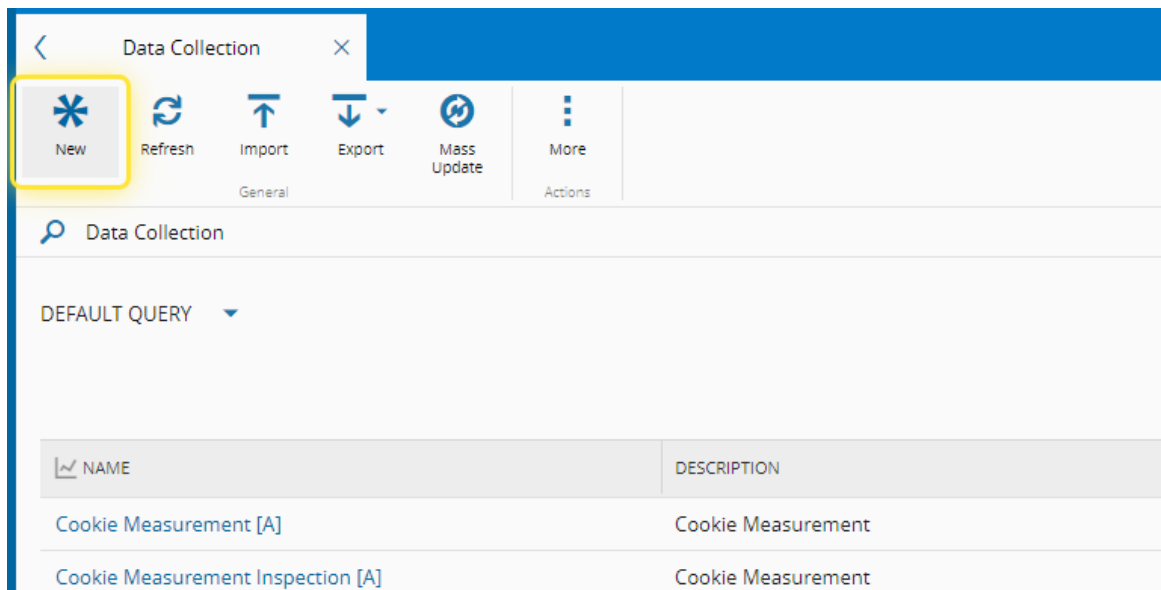 Data Collection
New
Refresh
Import
Export
Mass
Update
More
General
Actions
Data Collection
DEFAULT QUERY
NAME
DESCRIPTION
Cookie Measurement [A]
Cookie Measurement
Cookie Measurement Inspection [A]
Cookie Measurement